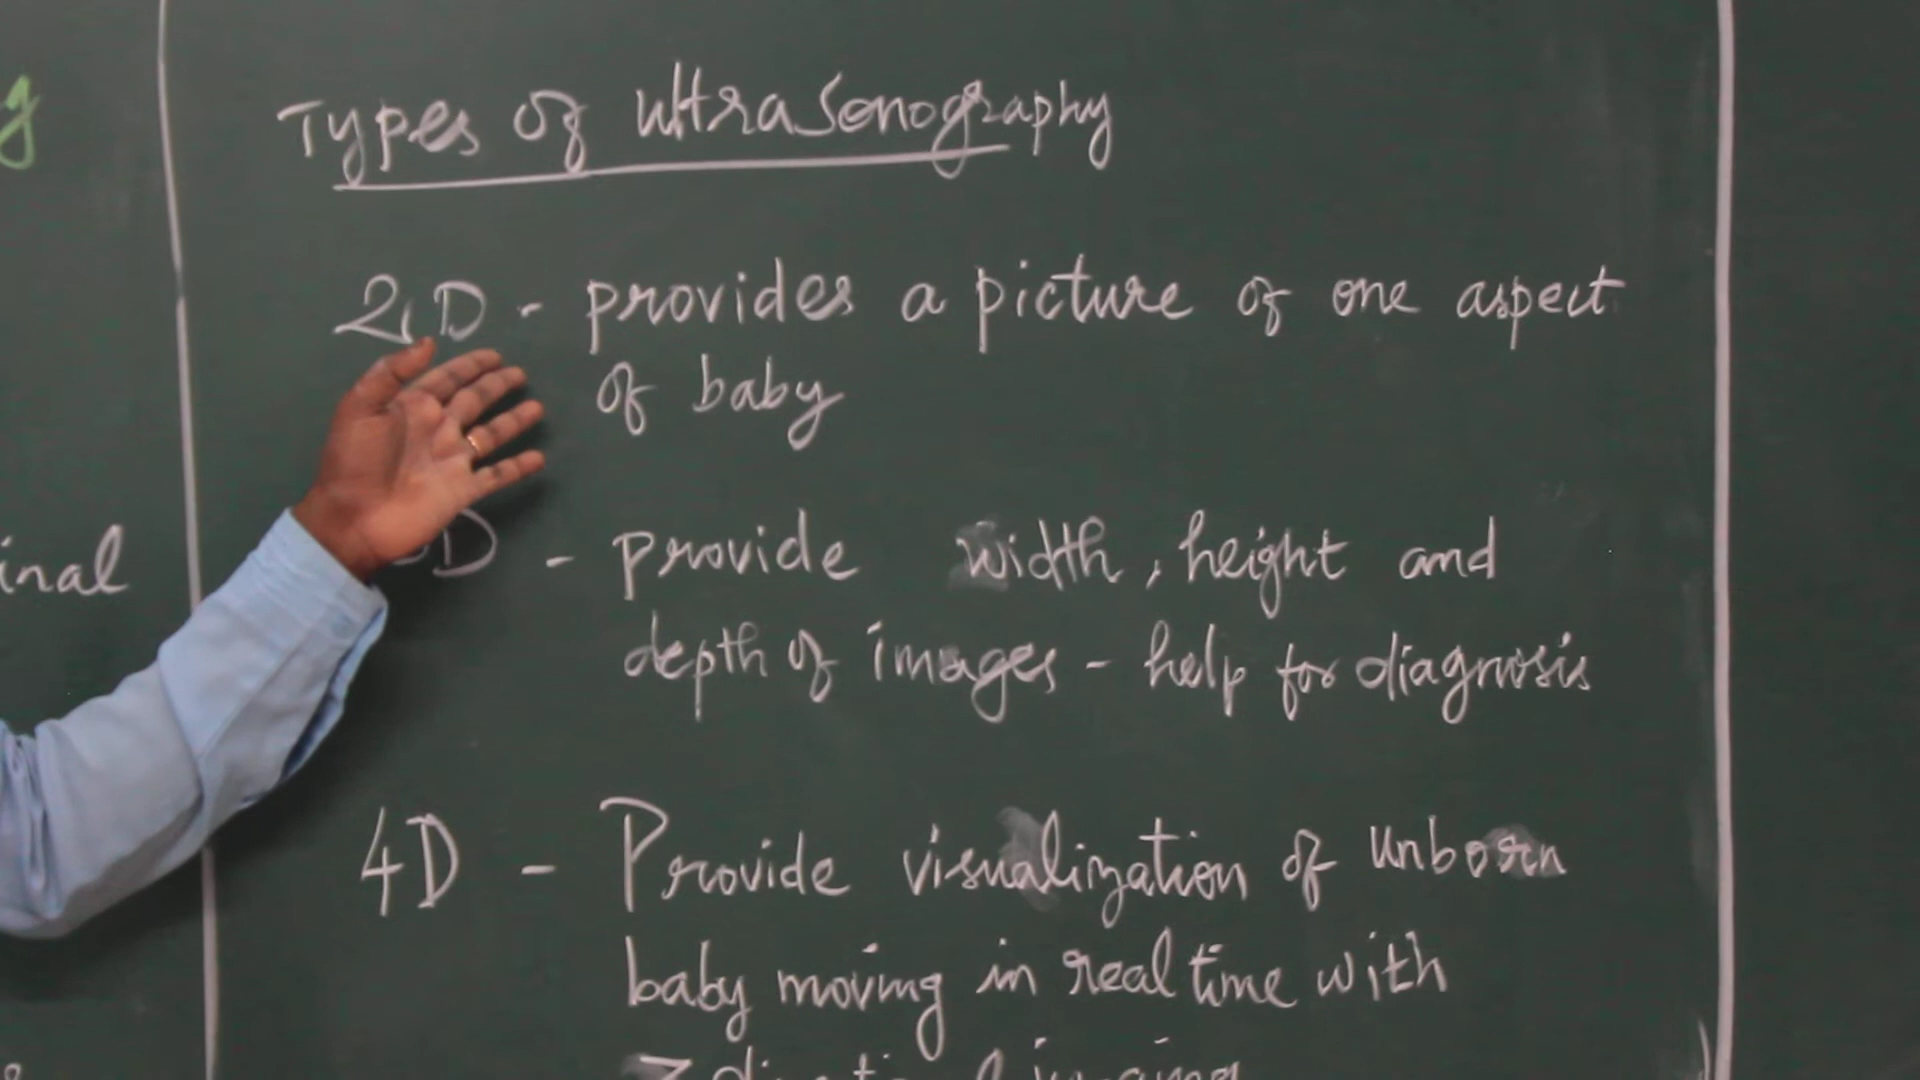 Types of ultrasonography
2D - provides a picture of one aspect
of baby
D - provide width, height and
depth of images - help for diagnosis
4D - Provide visualization of unborn
baby moving in real time with
inal
g